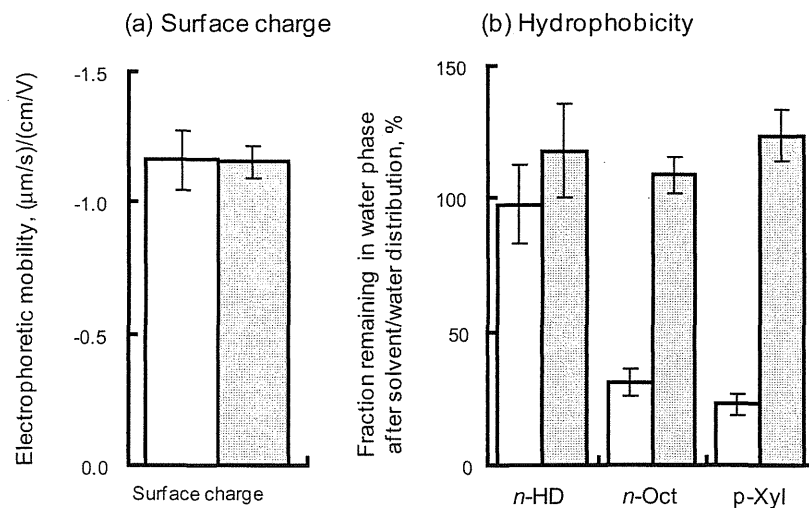 (a) Surface charge
Electrophoretic mobility, (µm/s)/(cm/V)
-1.5
-1.0
-0.5
0.0
Surface charge
(b) Hydrophobicity
Fraction remaining in water phase
after solvent/water distribution, %
150
100
50
0
n-HD n-Oct p-Xyl